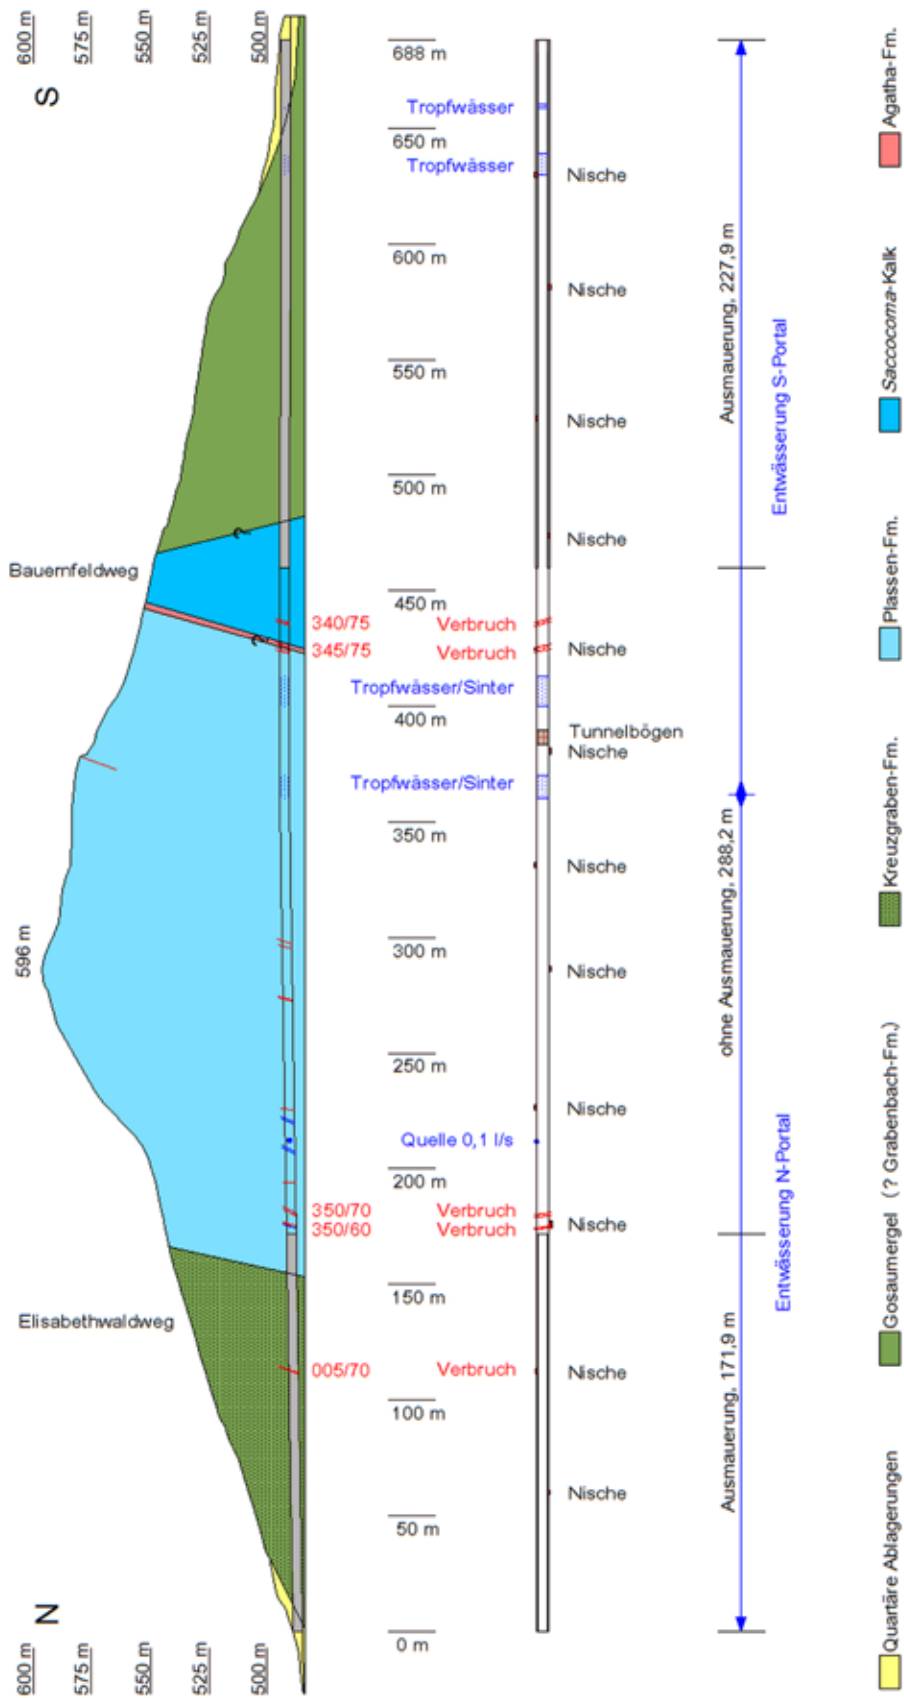 600 m
575 m
550 m
525 m
500 m
S
688 m
Tropfwässer
650 m
Tropfwässer
Nische
600 m
Nische
Ausmauerung, 227,9 m
550 m
Entwässerung S-Portal
Nische
500 m
?
Nische
Bauernfeldweg
450 m
340/75
Verbruch
?
345/75
Verbruch
Nische
Tropfwässer/Sinter
400 m
Tunnelbögen
Nische
Tropfwässer/Sinter
350 m
Nische
ohne Ausmauerung, 288,2 m
596 m
300 m
Nische
250 m
Nische
Quelle 0,1 l/s
Entwässerung N-Portal
200 m
350/70
Verbruch
350/60
Verbruch
Nische
150 m
Elisabethwaldweg
005/70
Verbruch
Nische
Ausmauerung, 171,9 m
100 m
Nische
50 m
N
0 m
600 m
575 m
550 m
525 m
500 m
Quartäre Ablagerungen
Gosaumergel (? Grabenbach-Fm.)
Kreuzgraben-Fm.
Plassen-Fm.
Saccocoma-Kalk
Agatha-Fm.